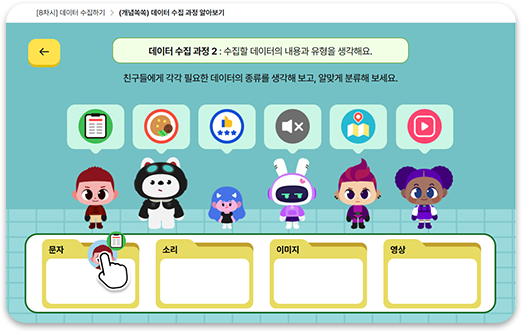 [8차시] 데이터 수집하기 > (개념쏙쏙) 데이터 수집 과정 알아보기
데이터 수집 과정 2 : 수집할 데이터의 내용과 유형을 생각해요.
친구들에게 각각 필요한 데이터의 종류를 생각해 보고, 알맞게 분류해 보세요.
문자 소리 이미지 영상